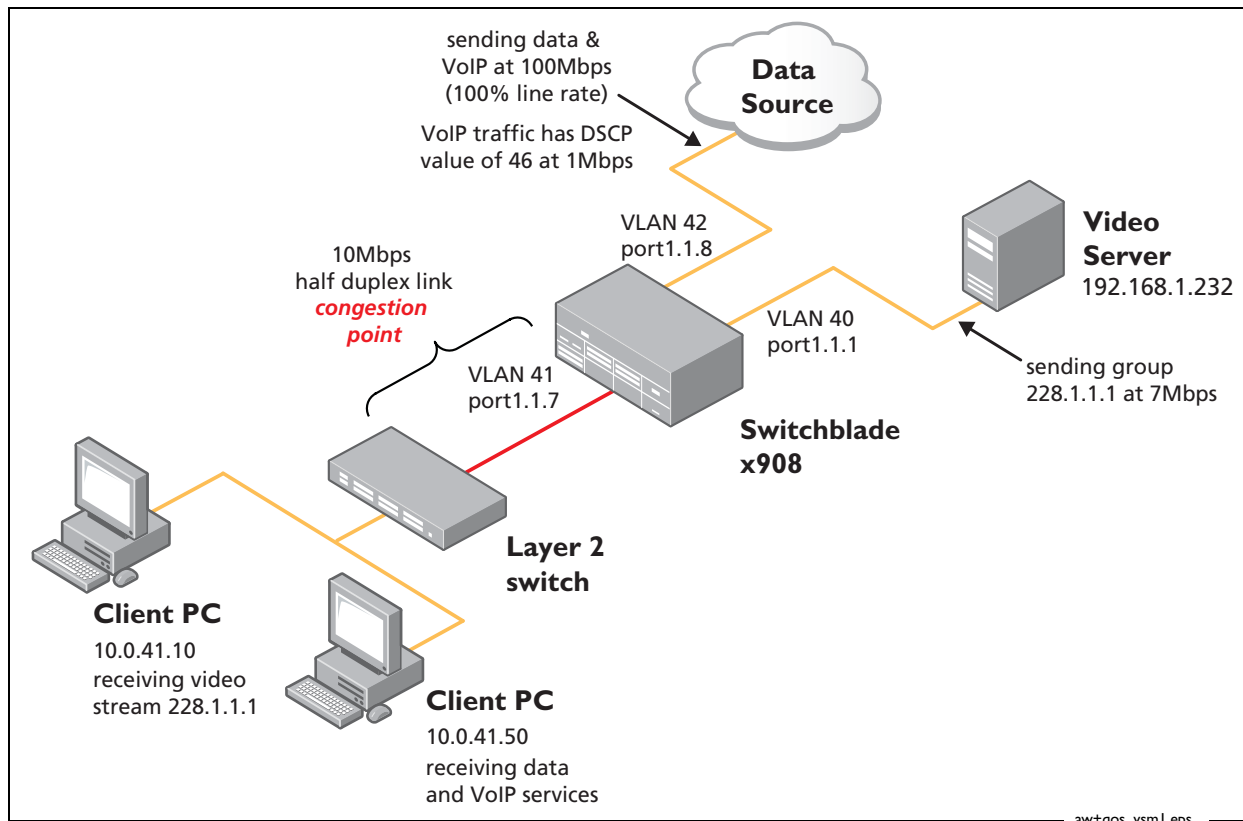 sending data &
VoIP at 100Mbps
(100% line rate)
VoIP traffic has DSCP
value of 46 at 1Mbps
Data
Source
VLAN 42
port1.1.8
Video
Server
192.168.1.232
10Mbps
half duplex link
congestion
point
VLAN 40
port1.1.1
sending group
228.1.1.1 at 7Mbps
VLAN 41
port1.1.7
Switchblade
x908
Layer 2
switch
Client PC
10.0.41.10
receiving video
stream 228.1.1.1
Client PC
10.0.41.50
receiving data
and VoIP services